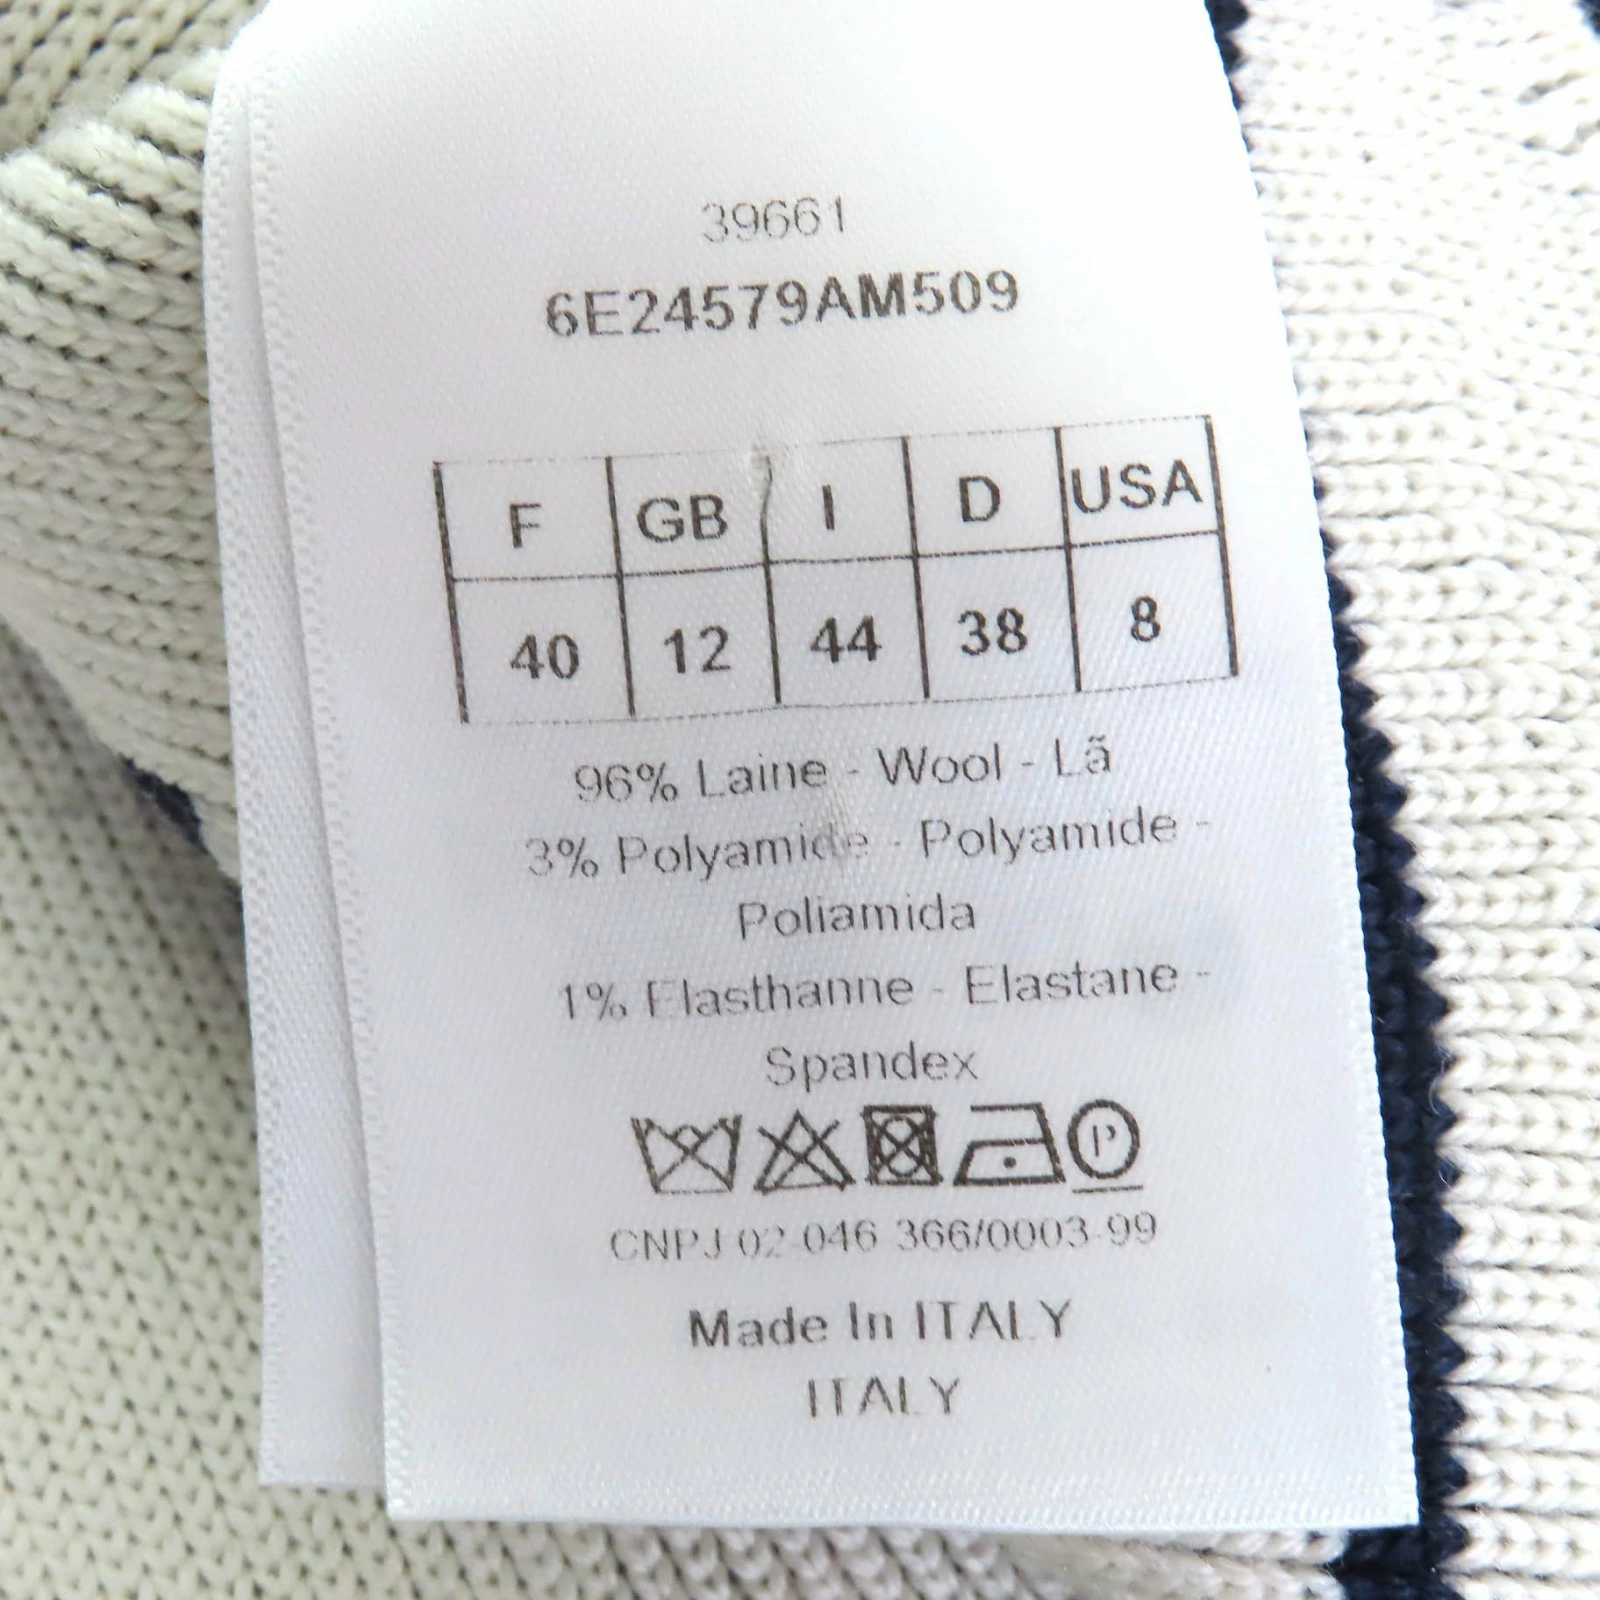 39661
6E24579AM509
F GB I D USA
40 12 44 38 8
96% Laine - Wool - Lã
3% Polyamide - Polyamide -
Poliamida
1% Elasthanne - Elastane -
Spandex
P
CNPJ 02 046 366/0003-99
Made In ITALY
ITALY